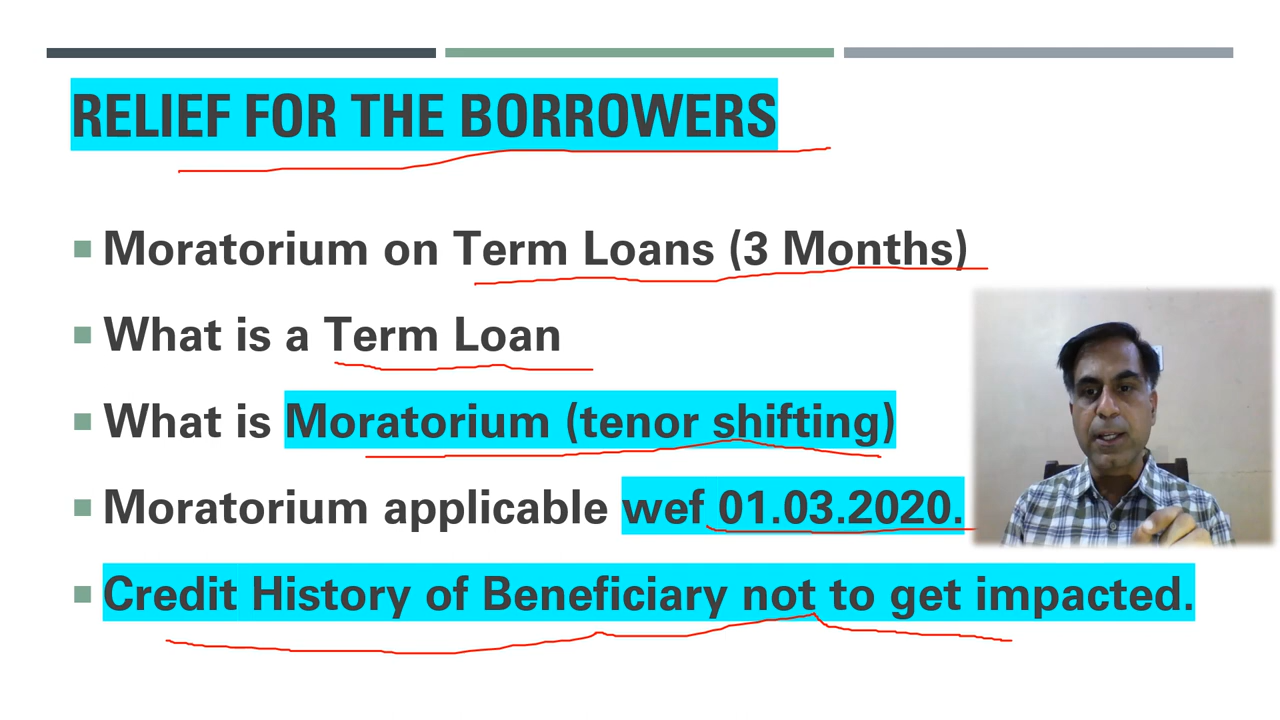 RELIEF FOR THE BORROWERS
Moratorium on Term Loans (3 Months)
What is a Term Loan
What is Moratorium (tenor shifting)
Moratorium applicable wef 01.03.2020.
Credit History of Beneficiary not to get impacted.